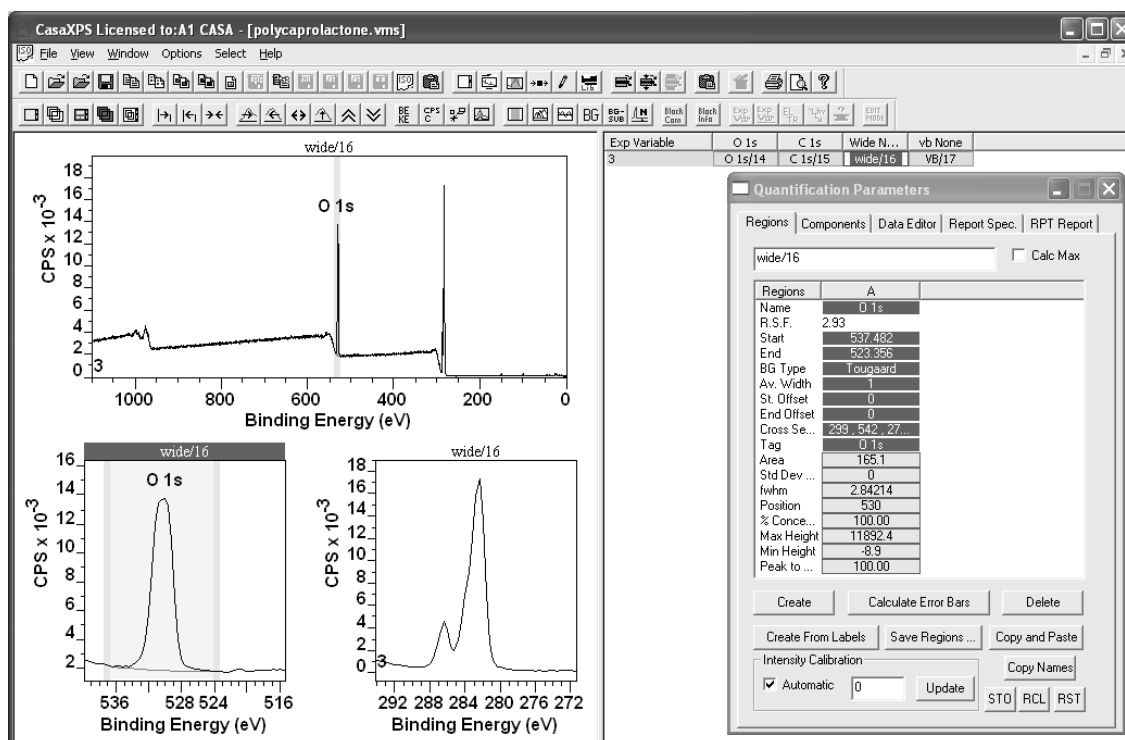 CasaXPS Licensed to:A1 CASA - [polycaprolactone.vms]
File View Window Options Select Help
BE KE CPS C BG BG-SUB Black Com Block Info Exp Var Exp Var EDIT MODE
wide/16
18
16
14
12
10
8
6
4
2
0
CPS x 10⁻³
O 1s
3
1000 800 600 400 200 0
Binding Energy (eV)
wide/16
16
14
12
10
8
6
4
2
CPS x 10⁻³
O 1s
536 528 524 516
Binding Energy (eV)
wide/16
18
16
14
12
10
8
6
4
2
0
CPS x 10⁻³
3
292 288 284 280 276 272
Binding Energy (eV)
Exp Variable O 1s C 1s Wide N... vb None
3 O 1s/14 C 1s/15 wide/16 VB/17
Quantification Parameters
Regions Components Data Editor Report Spec. RPT Report
wide/16 Calc Max
Regions A
Name O 1s
R.S.F. 2.93
Start 537.482
End 523.356
BG Type Tougaard
Av. Width 1
St. Offset 0
End Offset 0
Cross Se... 299 , 542 , 27...
Tag O 1s
Area 165.1
Std Dev ... 0
fwhm 2.84214
Position 530
% Conce... 100.00
Max Height 11892.4
Min Height -8.9
Peak to ... 100.00
Create Calculate Error Bars Delete
Create From Labels Save Regions ... Copy and Paste
Intensity Calibration Copy Names
Automatic 0 Update
STO RCL RST